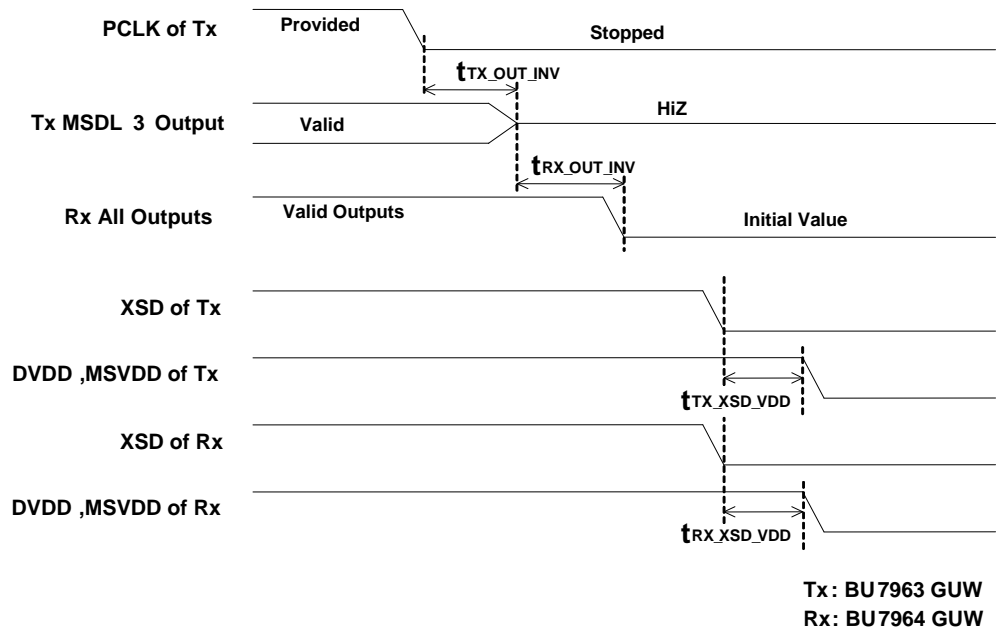 PCLK of Tx
Provided
Stopped
tTX_OUT_INV
Tx MSDL 3 Output
Valid
HiZ
tRX_OUT_INV
Rx All Outputs
Valid Outputs
Initial Value
XSD of Tx
DVDD ,MSVDD of Tx
tTX_XSD_VDD
XSD of Rx
DVDD ,MSVDD of Rx
tRX_XSD_VDD
Tx: BU7963 GUW
Rx: BU7964 GUW